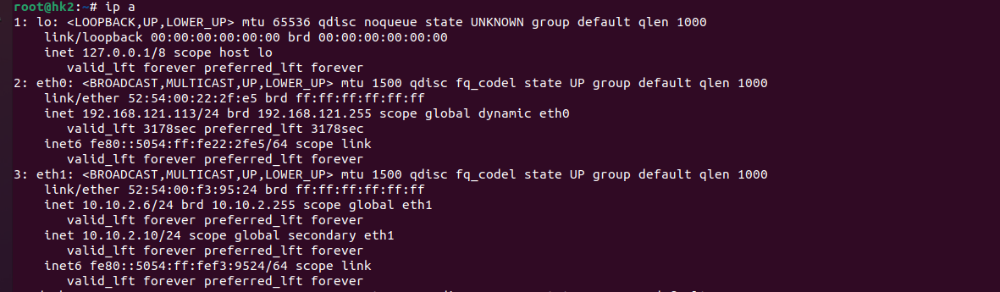 root@hk2:~# ip a
1: lo: <LOOPBACK,UP,LOWER_UP> mtu 65536 qdisc noqueue state UNKNOWN group default qlen 1000
    link/loopback 00:00:00:00:00:00 brd 00:00:00:00:00:00
    inet 127.0.0.1/8 scope host lo
       valid_lft forever preferred_lft forever
2: eth0: <BROADCAST,MULTICAST,UP,LOWER_UP> mtu 1500 qdisc fq_codel state UP group default qlen 1000
    link/ether 52:54:00:22:2f:e5 brd ff:ff:ff:ff:ff:ff
    inet 192.168.121.113/24 brd 192.168.121.255 scope global dynamic eth0
       valid_lft 3178sec preferred_lft 3178sec
    inet6 fe80::5054:ff:fe22:2fe5/64 scope link
       valid_lft forever preferred_lft forever
3: eth1: <BROADCAST,MULTICAST,UP,LOWER_UP> mtu 1500 qdisc fq_codel state UP group default qlen 1000
    link/ether 52:54:00:f3:95:24 brd ff:ff:ff:ff:ff:ff
    inet 10.10.2.6/24 brd 10.10.2.255 scope global eth1
       valid_lft forever preferred_lft forever
    inet 10.10.2.10/24 scope global secondary eth1
       valid_lft forever preferred_lft forever
    inet6 fe80::5054:ff:fef3:9524/64 scope link
       valid_lft forever preferred_lft forever